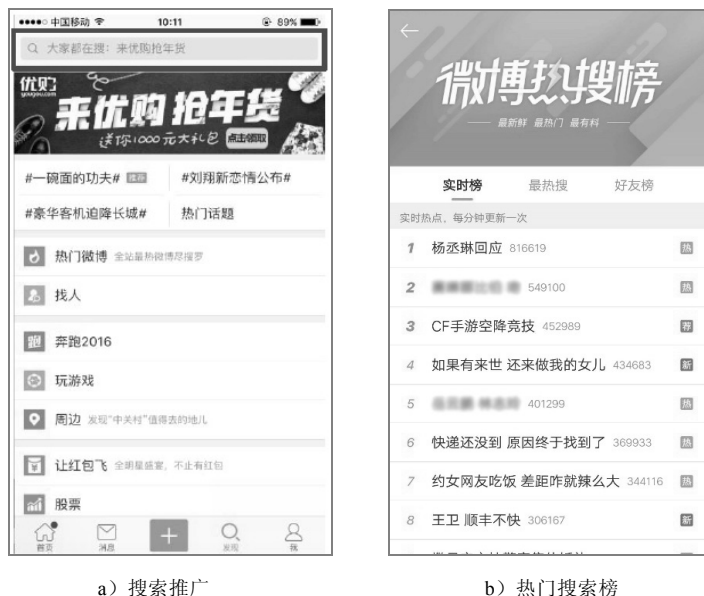 中国移动
10:11
89%
大家都在搜：来优购抢年货
优购
yougou.com
来优购 抢年货
送你1000元大礼包 点击领取
#一碗面的功夫# 推荐
#刘翔新恋情公布#
#豪华客机迫降长城#
热门话题
热门微博 全站最热微博尽搜罗
找人
跑 奔跑2016
玩游戏
周边 发现“中关村”值得去的地儿
让红包飞 全明星盛宴，不止有红包
股票
首页
消息
发现
我
a）搜索推广
微博热搜榜
最新鲜 最热门 最有料
实时榜
最热搜
好友榜
实时热点，每分钟更新一次
1 杨丞琳回应 816619 热
2 549100 热
3 CF手游空降竞技 452989 荐
4 如果有来世 还来做我的女儿 434683 新
5 401299 热
6 快递还没到 原因终于找到了 369933 热
7 约女网友吃饭 差距咋就辣么大 344116 热
8 王卫 顺丰不快 306167 新
b）热门搜索榜